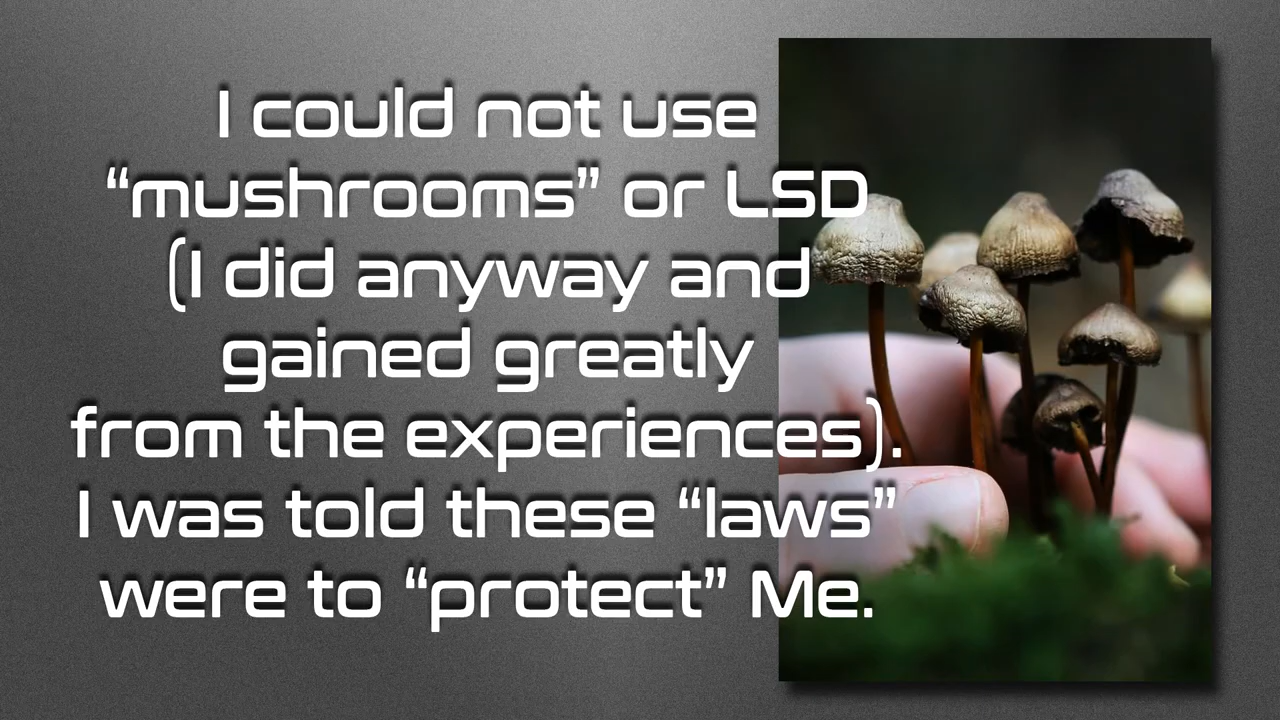 I could not use
“mushrooms” or LSD
(I did anyway and
gained greatly
from the experiences).
I was told these “laws”
were to “protect” Me.